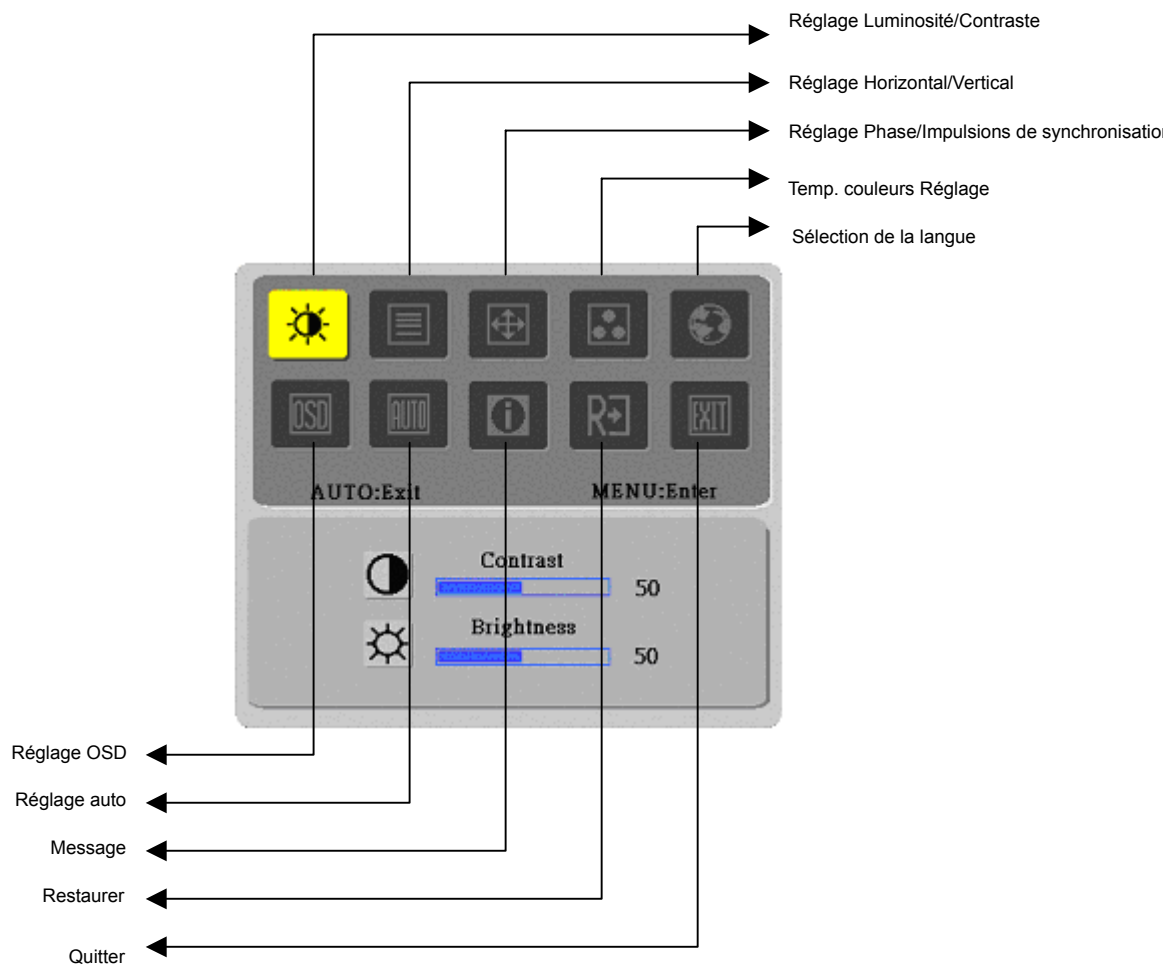 Réglage Luminosité/Contraste
Réglage Horizontal/Vertical
Réglage Phase/Impulsions de synchronisation
Temp. couleurs Réglage
Sélection de la langue
OSD
AUTO
R
EXIT
AUTO:Exit
MENU:Enter
Contrast
50
Brightness
50
Réglage OSD
Réglage auto
Message
Restaurer
Quitter